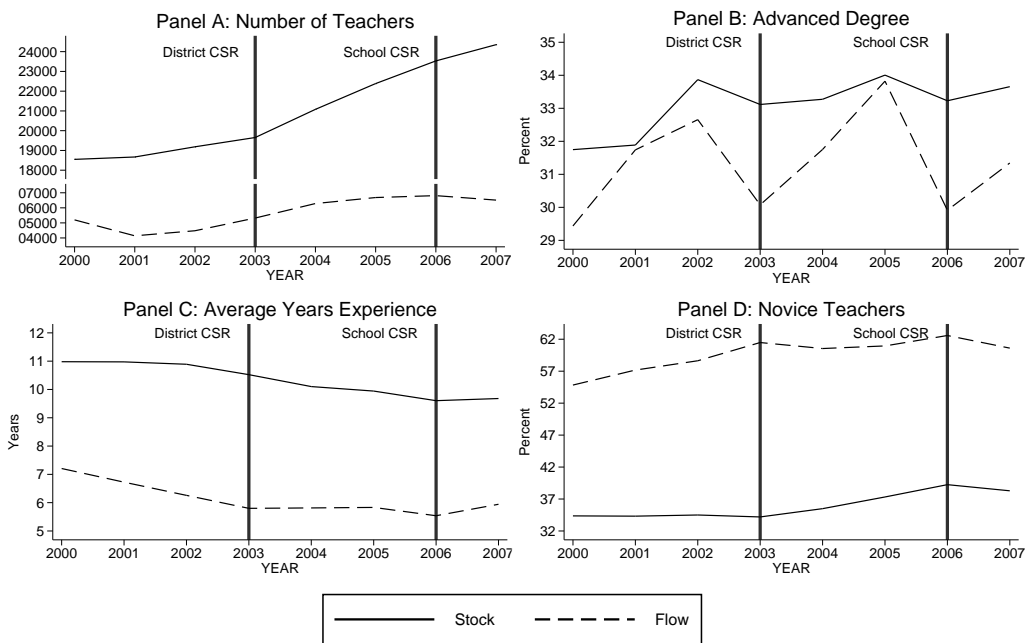 Panel A: Number of Teachers
District CSR
School CSR
24000
23000
22000
21000
20000
19000
18000
07000
06000
05000
04000
2000 2001 2002 2003 2004 2005 2006 2007
YEAR
Panel B: Advanced Degree
District CSR
School CSR
Percent
35
34
33
32
31
30
29
2000 2001 2002 2003 2004 2005 2006 2007
YEAR
Panel C: Average Years Experience
District CSR
School CSR
Years
12
11
10
9
8
7
6
5
2000 2001 2002 2003 2004 2005 2006 2007
YEAR
Panel D: Novice Teachers
District CSR
School CSR
Percent
62
57
52
47
42
37
32
2000 2001 2002 2003 2004 2005 2006 2007
YEAR
Stock Flow